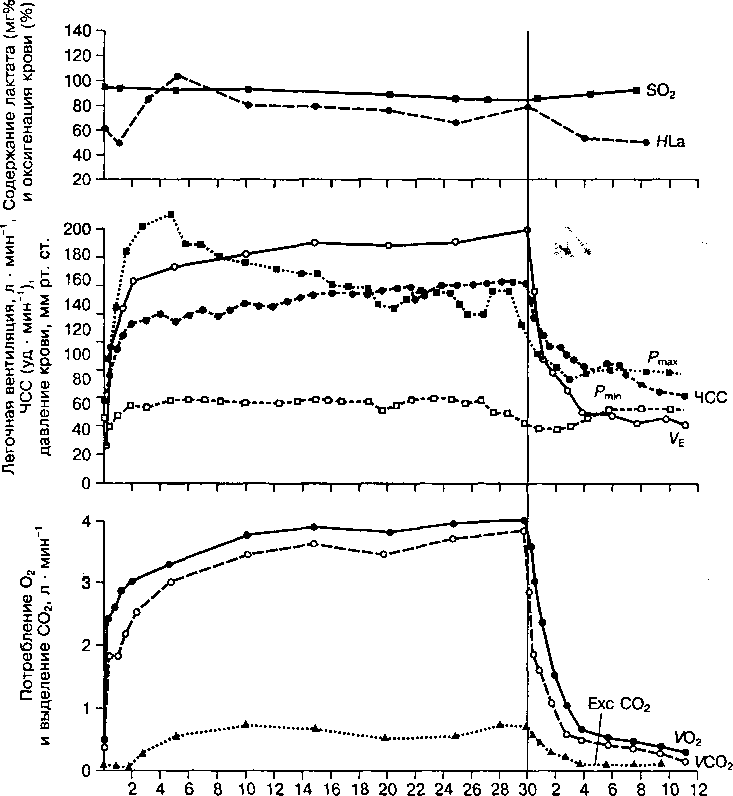 Содержание лактата (мг%)
и оксигенация крови (%)
140
120
100
80
60
40
20
SO₂
HLa
Легочная вентиляция, л · мин⁻¹,
ЧСС (уд · мин⁻¹),
давление крови, мм рт. ст.
200
180
160
140
120
100
80
60
40
20
0
Pmax
Pmin
ЧСС
VE
Потребление O₂
и выделение CO₂, л · мин⁻¹
4
3
2
1
0
Exc CO₂
VO₂
VCO₂
2 4 6 8 10 12 14 16 18 20 22 24 26 28 30 2 4 6 8 10 12